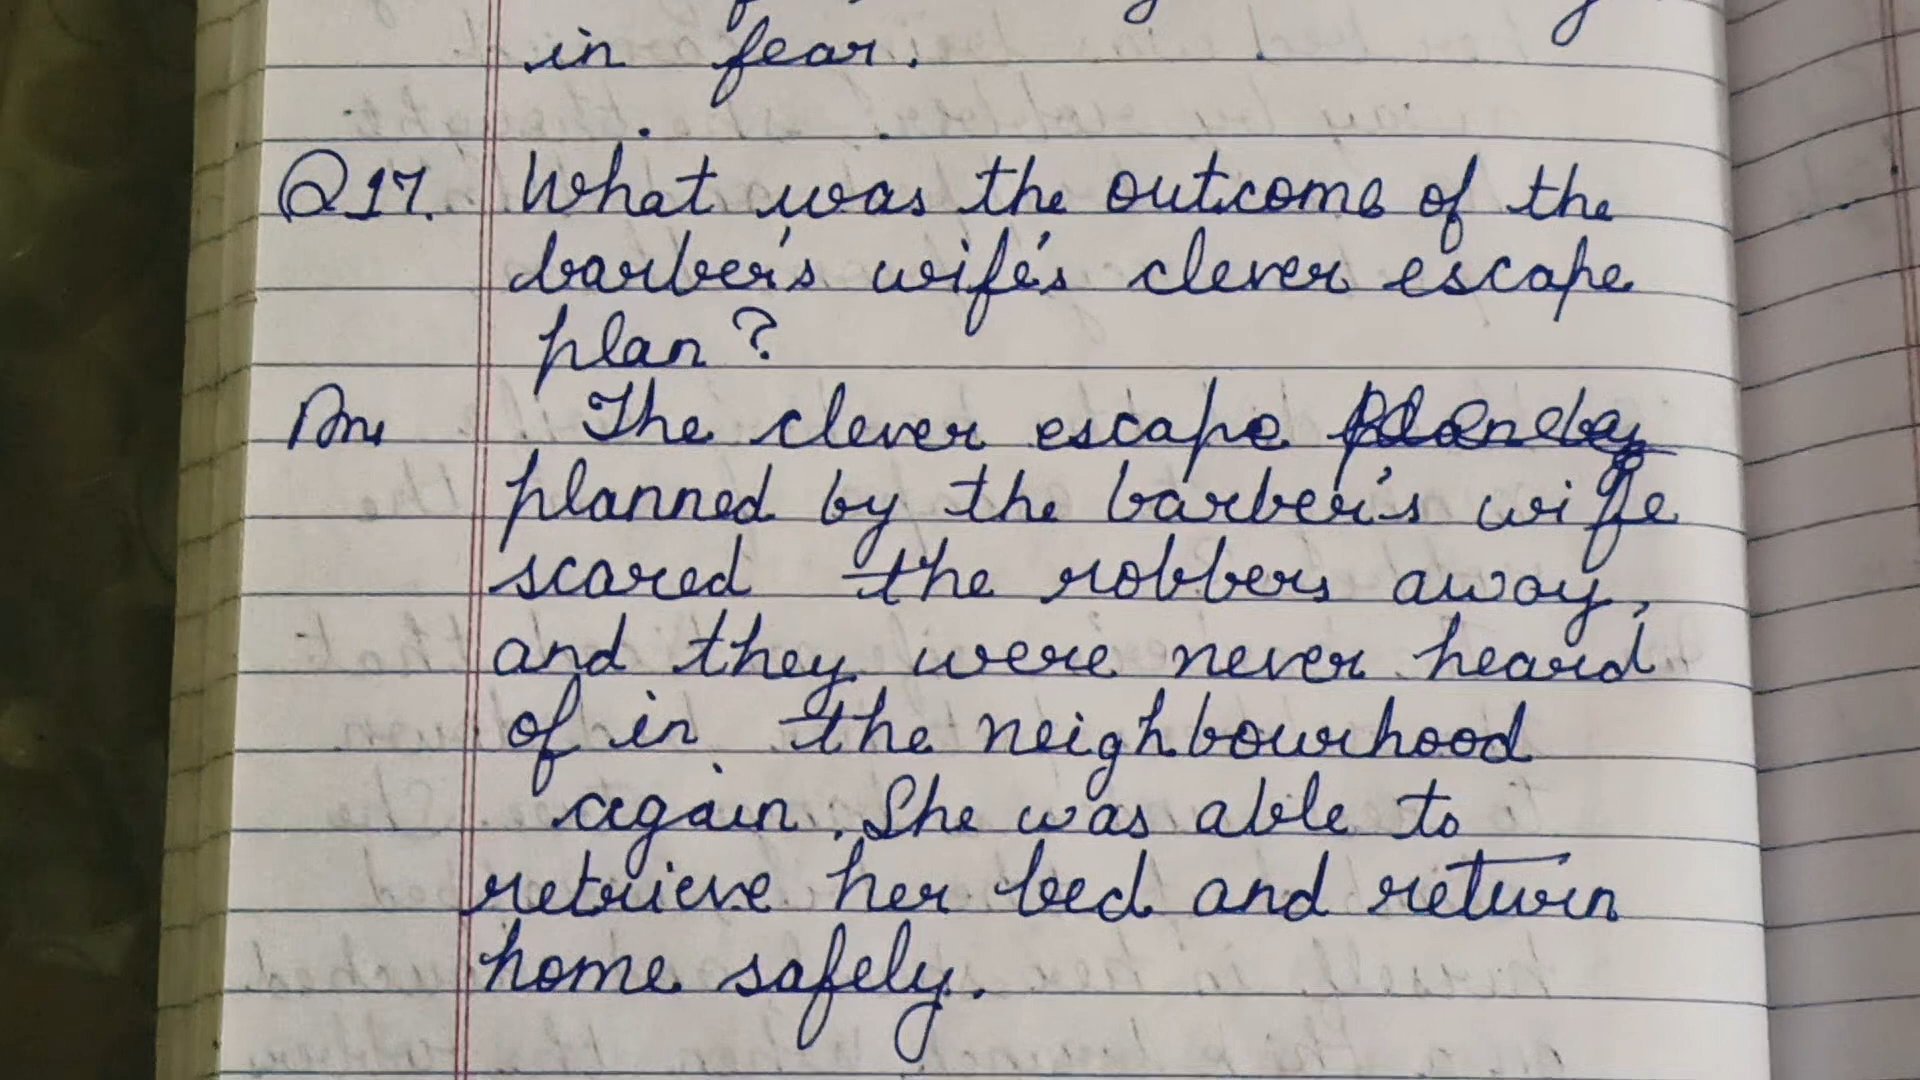 in fear.
Q17. What was the outcome of the
barber's wife's clever escape
plan?
Ans The clever escape
planned by the barber's wife
scared the robbers away,
and they were never heard
of in the neighbourhood
again. She was able to
retrieve her bed and return
home safely.